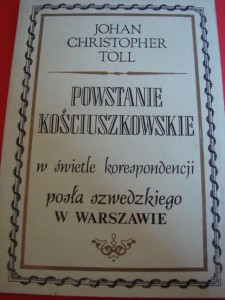 JOHAN
CHRISTOPHER
TOLL
POWSTANIE
KOŚCIUSZKOWSKIE
w świetle korespondencji
posła szwedzkiego
W WARSZAWIE